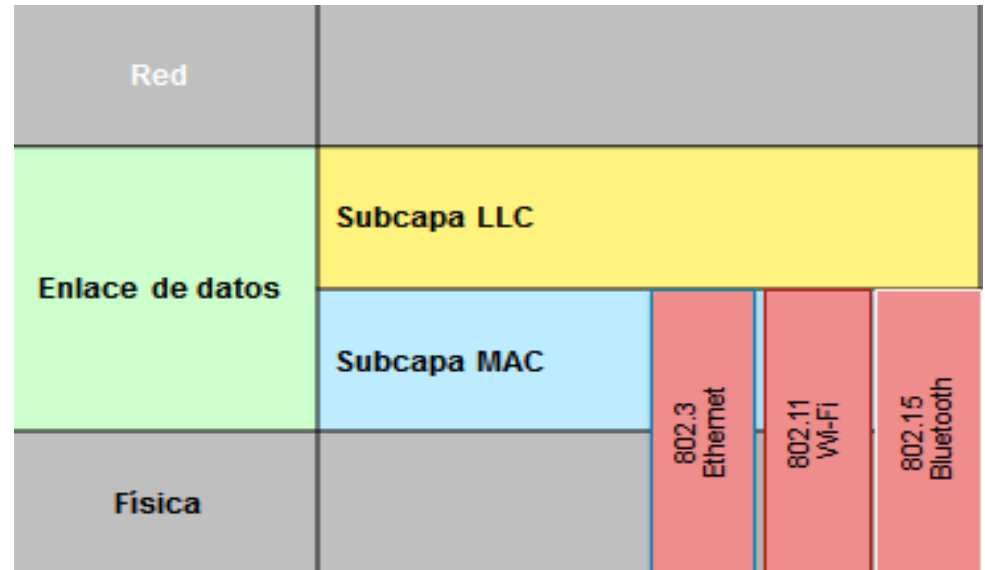 Red
Subcapa LLC
Enlace de datos
Subcapa MAC
802.3
Ethernet
802.11
Wi-Fi
802.15
Bluetooth
Física